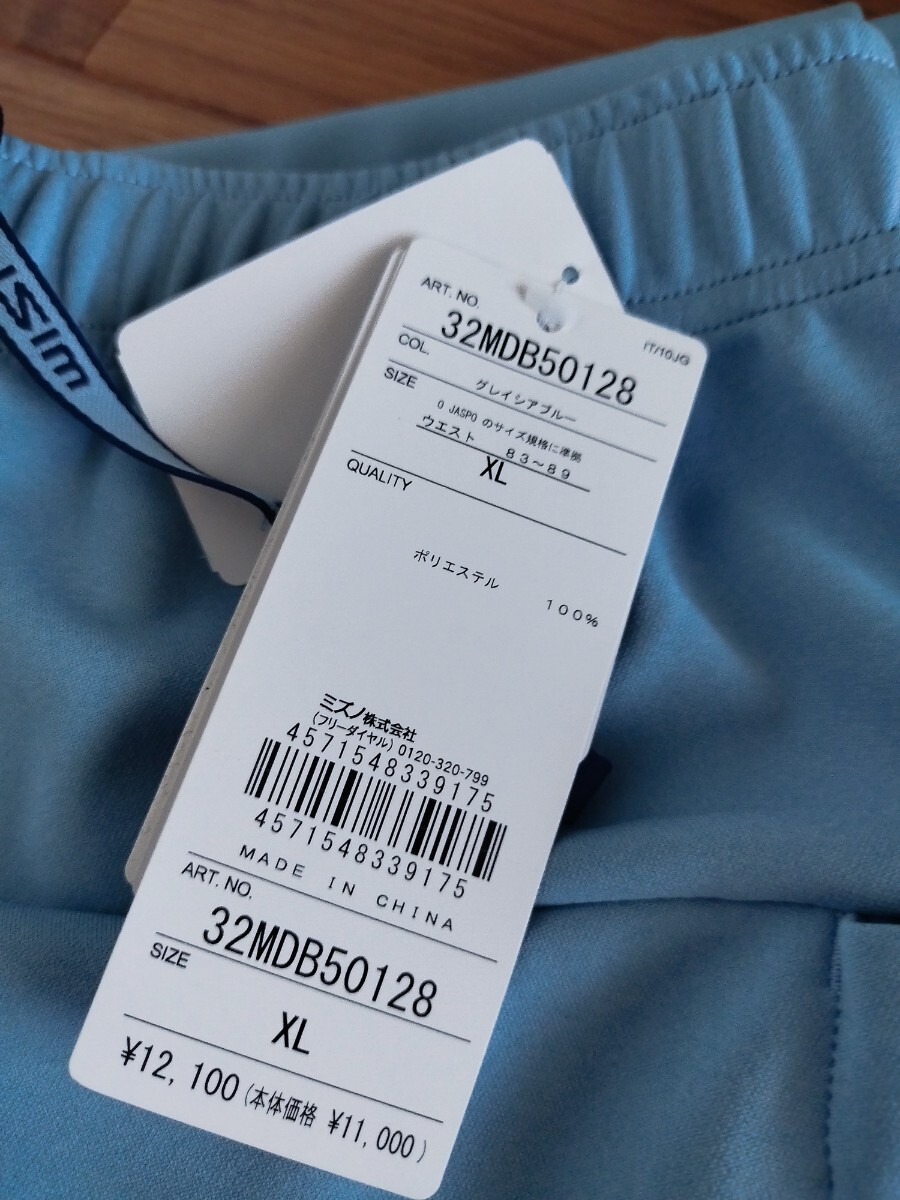 ART. NO.
32MDB50128
IT/10JG
COL.
グレイシアブルー
SIZE
O JASPO のサイズ規格に準拠
ウエスト 83~89
XL
QUALITY
ポリエステル
100%
ミズノ株式会社
(フリーダイヤル) 0120-320-799
4571548339175
4571548339175
MADE IN CHINA
ART. NO.
32MDB50128
SIZE
XL
¥12,100 (本体価格 ¥11,000)